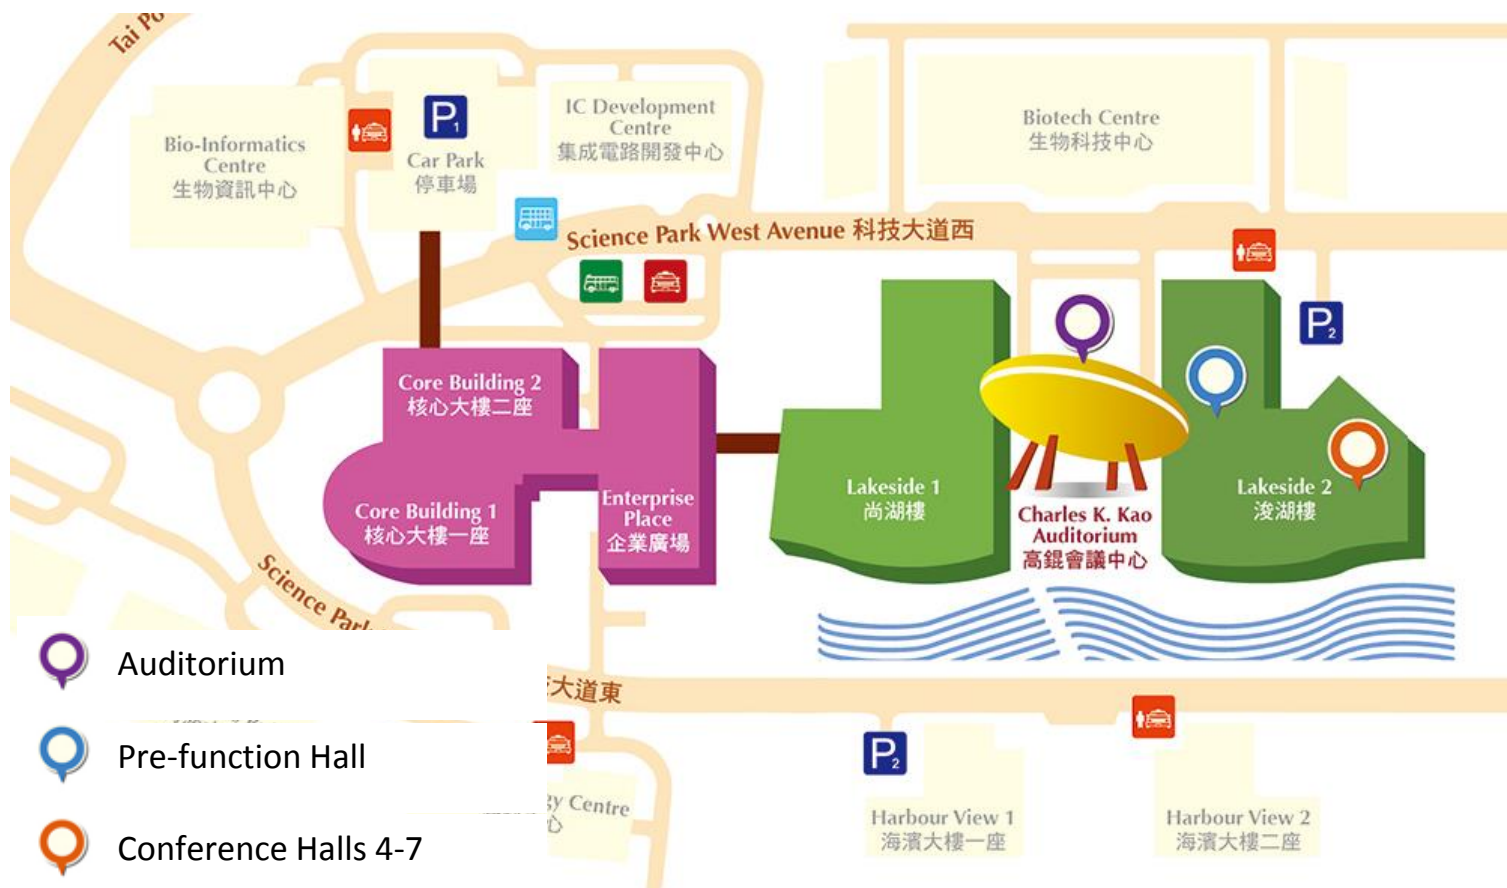 Tai Po
Bio-Informatics
Centre
生物資訊中心
P1
Car Park
停車場
IC Development
Centre
集成電路開發中心
Biotech Centre
生物科技中心
Science Park West Avenue 科技大道西
P2
Core Building 2
核心大樓二座
Core Building 1
核心大樓一座
Enterprise
Place
企業廣場
Lakeside 1
尚湖樓
Charles K. Kao
Auditorium
高錕會議中心
Lakeside 2
浚湖樓
Science Park
大道東
Auditorium
Pre-function Hall
Conference Halls 4-7
Centre
心
P2
Harbour View 1
海濱大樓一座
Harbour View 2
海濱大樓二座